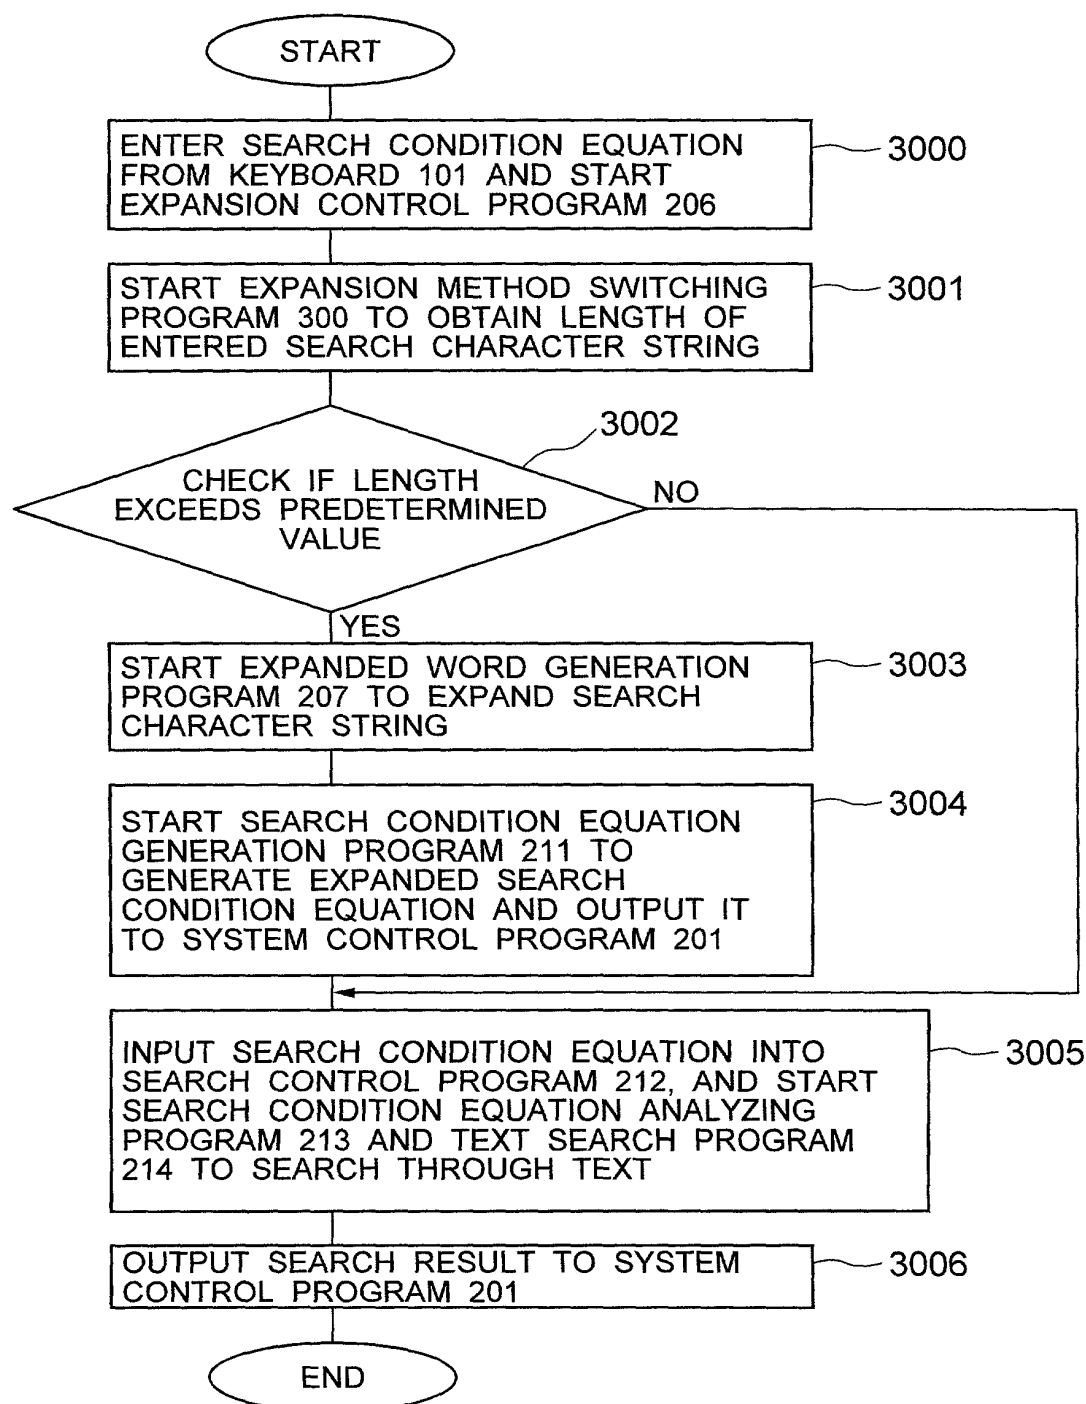 START
ENTER SEARCH CONDITION EQUATION
FROM KEYBOARD 101 AND START
EXPANSION CONTROL PROGRAM 206
3000
START EXPANSION METHOD SWITCHING
PROGRAM 300 TO OBTAIN LENGTH OF
ENTERED SEARCH CHARACTER STRING
3001
3002
CHECK IF LENGTH
EXCEEDS PREDETERMINED
VALUE
NO
YES
START EXPANDED WORD GENERATION
PROGRAM 207 TO EXPAND SEARCH
CHARACTER STRING
3003
START SEARCH CONDITION EQUATION
GENERATION PROGRAM 211 TO
GENERATE EXPANDED SEARCH
CONDITION EQUATION AND OUTPUT IT
TO SYSTEM CONTROL PROGRAM 201
3004
INPUT SEARCH CONDITION EQUATION INTO
SEARCH CONTROL PROGRAM 212, AND START
SEARCH CONDITION EQUATION ANALYZING
PROGRAM 213 AND TEXT SEARCH PROGRAM
214 TO SEARCH THROUGH TEXT
3005
OUTPUT SEARCH RESULT TO SYSTEM
CONTROL PROGRAM 201
3006
END